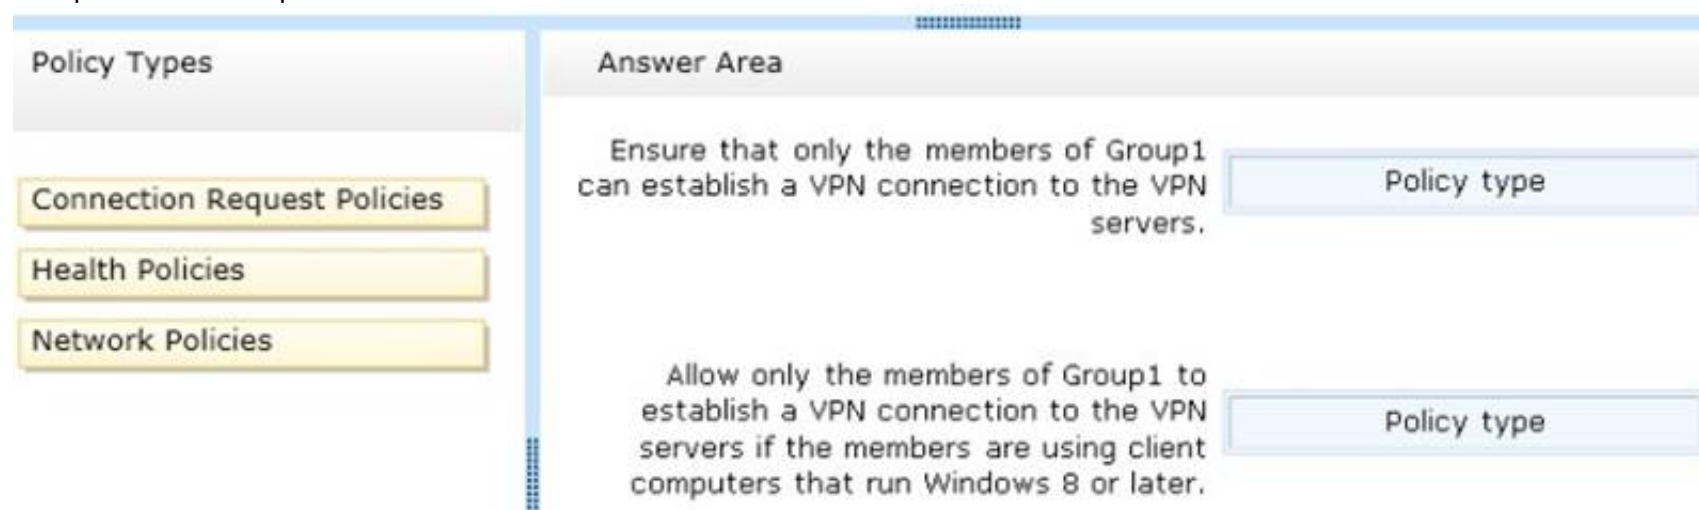 Policy Types
Answer Area
Connection Request Policies
Health Policies
Network Policies
Ensure that only the members of Group1
can establish a VPN connection to the VPN
servers.
Policy type
Allow only the members of Group1 to
establish a VPN connection to the VPN
servers if the members are using client
computers that run Windows 8 or later.
Policy type